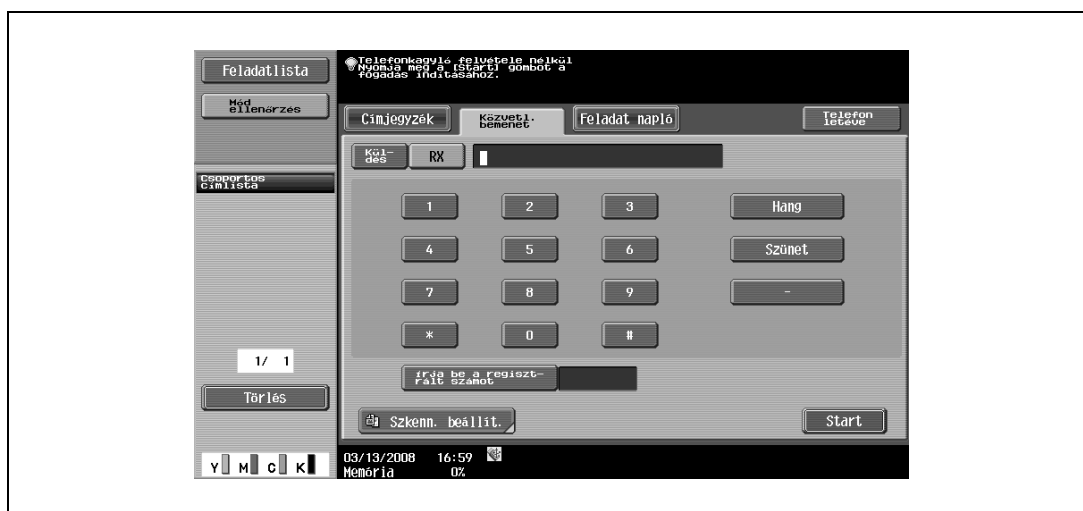 Feladatlista
Mód
ellenőrzés
Csoportos
címlista
1/ 1
Törlés
Y M C K
Telefonkagyló felvétele nélkül
Nyomja meg a [Start] gombot a
fogadás indításához.
Címjegyzék
Közvetl.
bemenet
Feladat napló
Telefon
letéve
Kül-
dés
RX
1 2 3 Hang
4 5 6 Szünet
7 8 9 -
* 0 #
írja be a regiszt-
rált számot
Szkenn. beállít.
Start
03/13/2008 16:59
Memória 0%